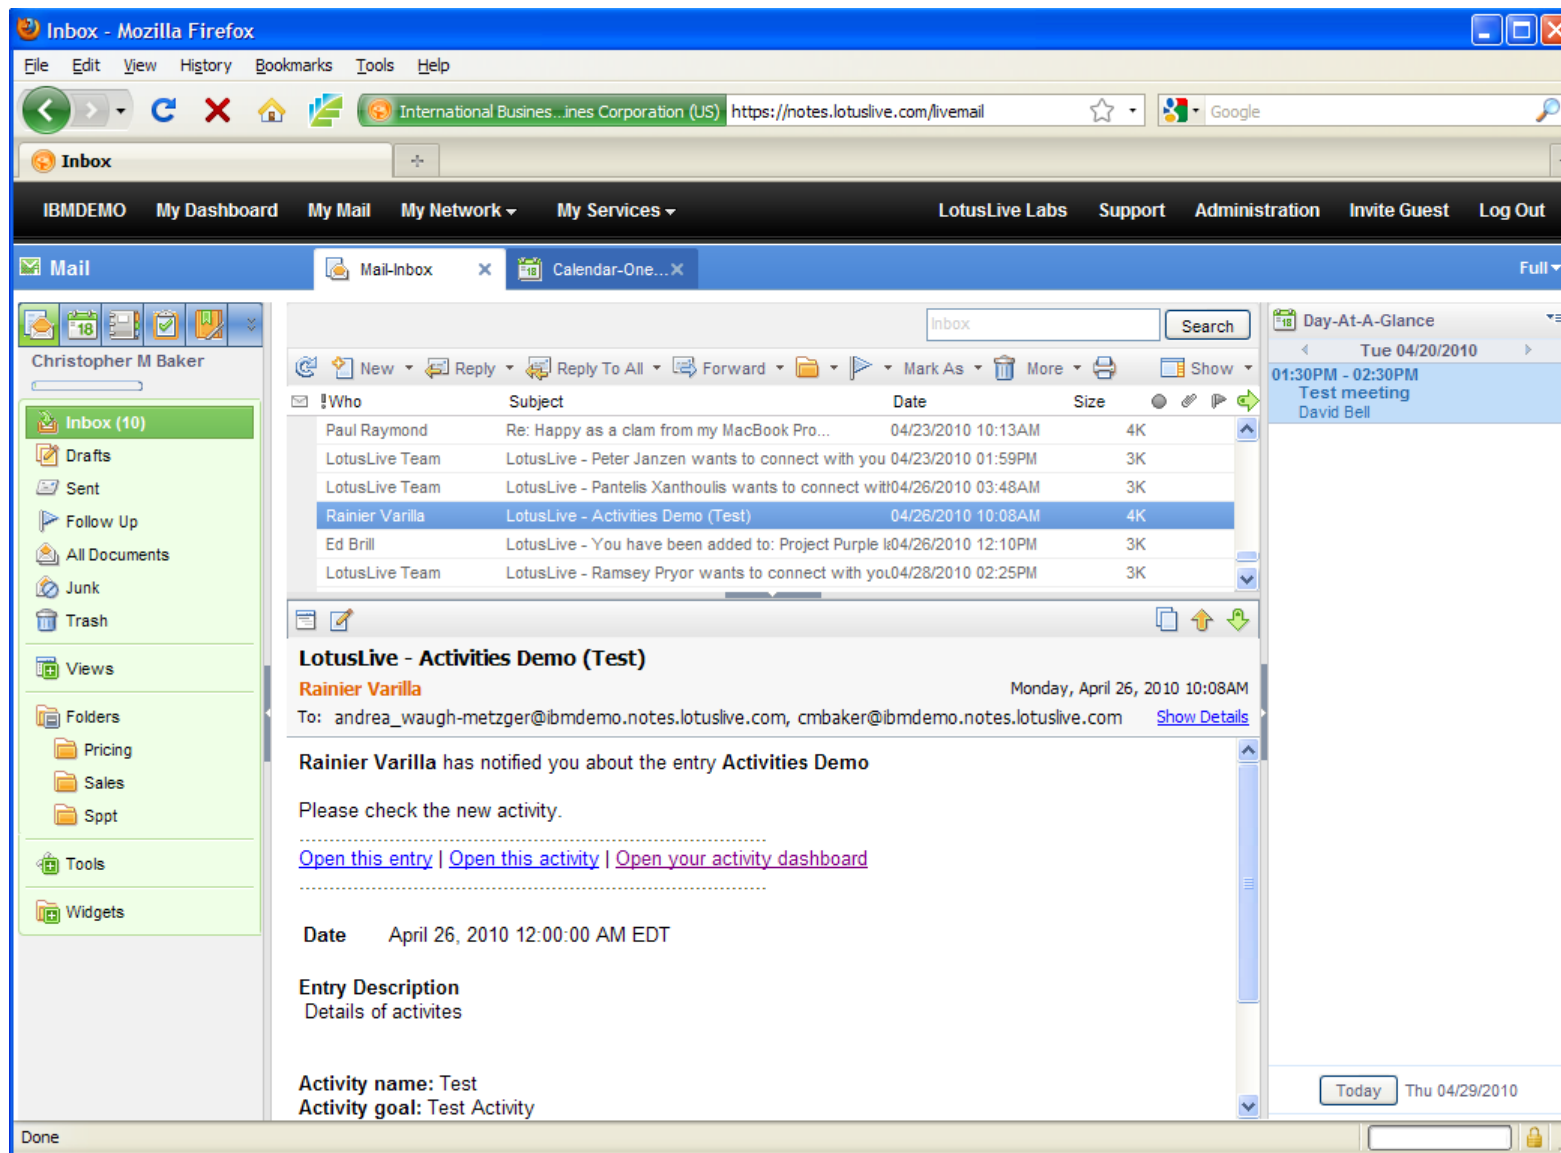 Inbox - Mozilla Firefox
File Edit View History Bookmarks Tools Help
International Busines...ines Corporation (US) https://notes.lotuslive.com/livemail Google
Inbox
IBMDEMO My Dashboard My Mail My Network My Services LotusLive Labs Support Administration Invite Guest Log Out
Mail Mail-Inbox Calendar-One... Full
18
Christopher M Baker
Inbox (10)
Drafts
Sent
Follow Up
All Documents
Junk
Trash
Views
Folders
Pricing
Sales
Sppt
Tools
Widgets
Inbox Search
New Reply Reply To All Forward Mark As More Show
!Who Subject Date Size
Paul Raymond Re: Happy as a clam from my MacBook Pro... 04/23/2010 10:13AM 4K
LotusLive Team LotusLive - Peter Janzen wants to connect with you 04/23/2010 01:59PM 3K
LotusLive Team LotusLive - Pantelis Xanthoulis wants to connect with 04/26/2010 03:48AM 3K
Rainier Varilla LotusLive - Activities Demo (Test) 04/26/2010 10:08AM 4K
Ed Brill LotusLive - You have been added to: Project Purple 04/26/2010 12:10PM 3K
LotusLive Team LotusLive - Ramsey Pryor wants to connect with you 04/28/2010 02:25PM 3K
LotusLive - Activities Demo (Test)
Rainier Varilla Monday, April 26, 2010 10:08AM
To: andrea_waugh-metzger@ibmdemo.notes.lotuslive.com, cmbaker@ibmdemo.notes.lotuslive.com Show Details
Rainier Varilla has notified you about the entry Activities Demo
Please check the new activity.
Open this entry | Open this activity | Open your activity dashboard
Date April 26, 2010 12:00:00 AM EDT
Entry Description
Details of activites
Activity name: Test
Activity goal: Test Activity
Day-At-A-Glance
Tue 04/20/2010
01:30PM - 02:30PM
Test meeting
David Bell
Today Thu 04/29/2010
Done